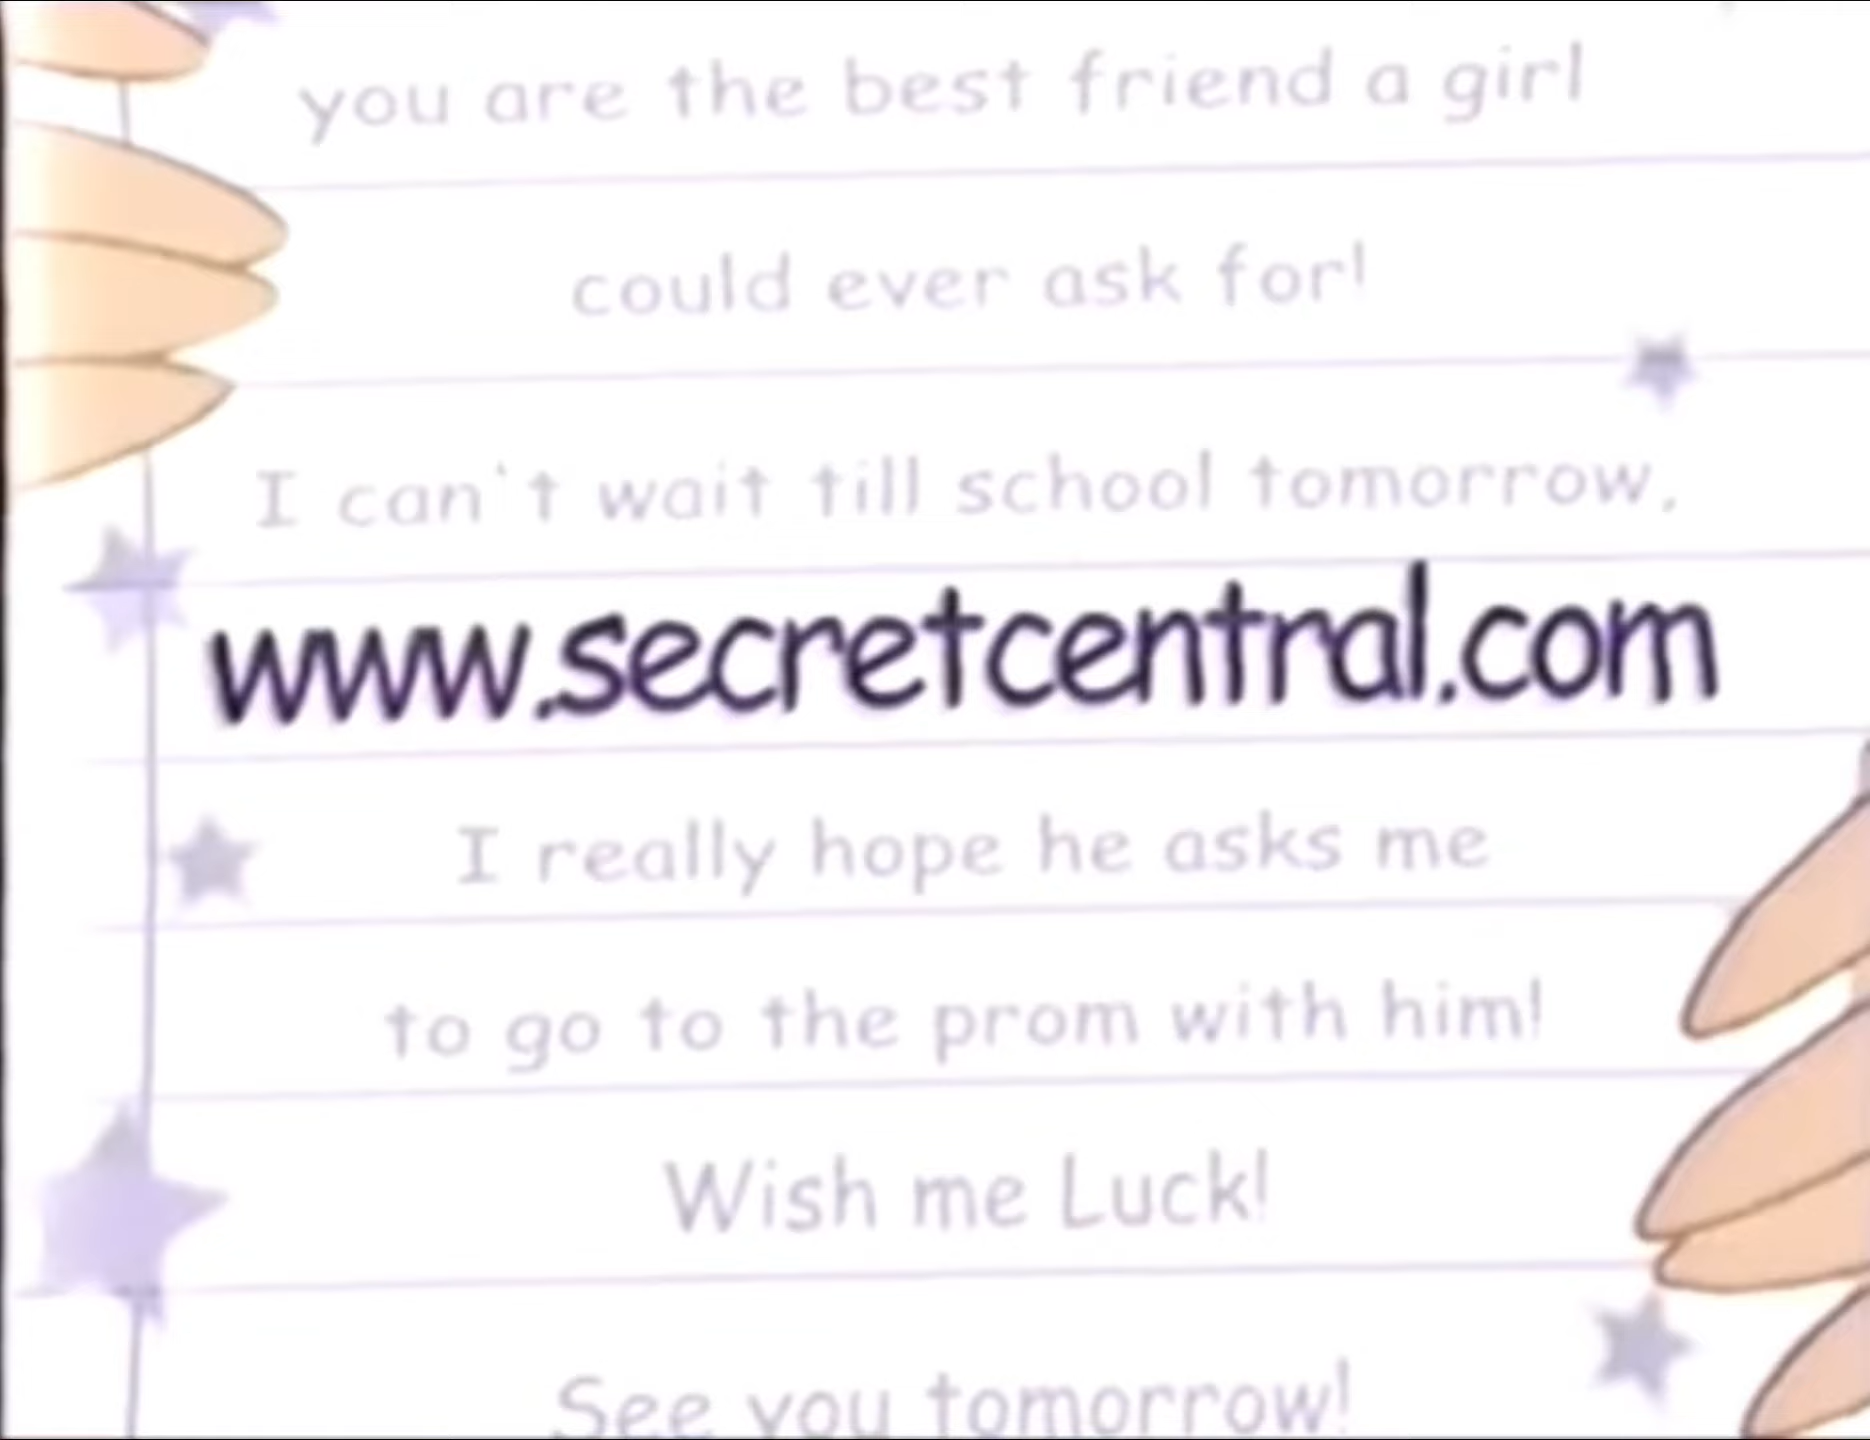 you are the best friend a girl
could ever ask for!
I can't wait till school tomorrow,
www.secretcentral.com
I really hope he asks me
to go to the prom with him!
Wish me Luck!
See you tomorrow!